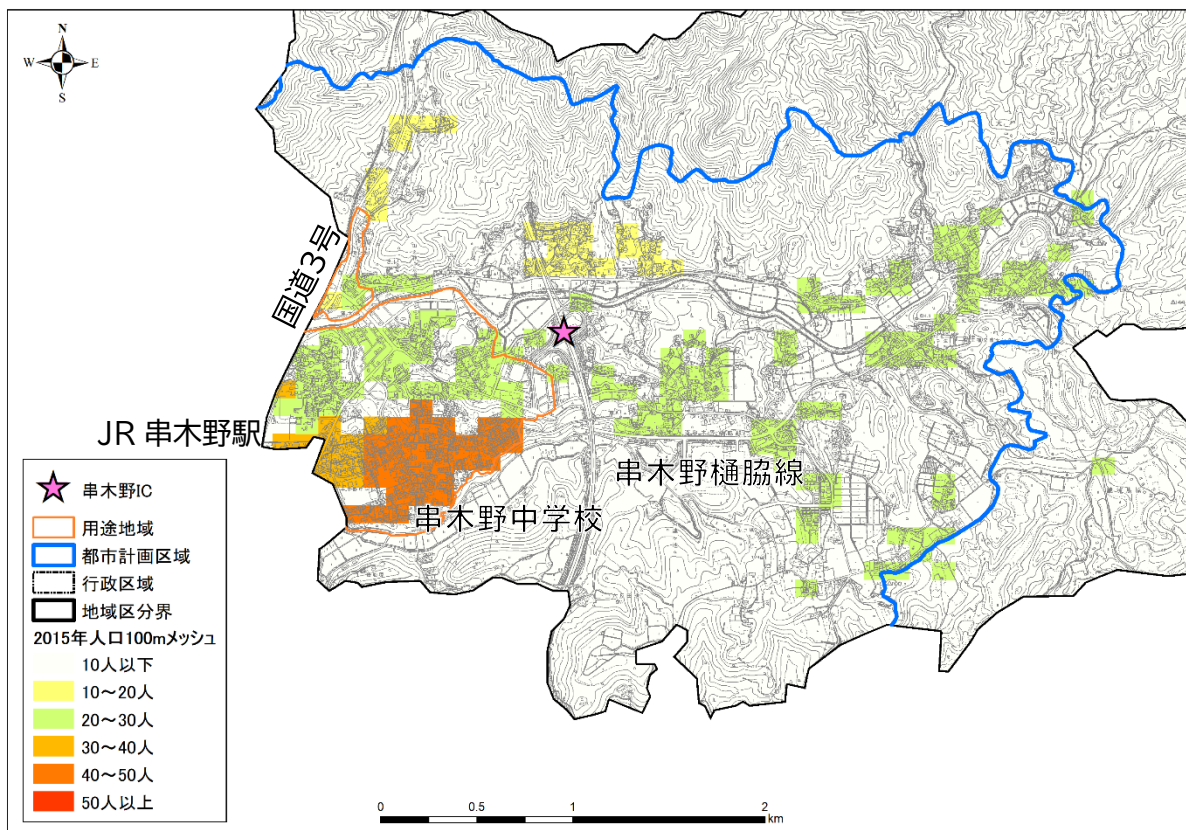 N
W
E
S
国道3号
JR 串木野駅
串木野樋脇線
串木野中学校
串木野IC
用途地域
都市計画区域
行政区域
地域区分界
2015年人口100mメッシュ
10人以下
10～20人
20～30人
30～40人
40～50人
50人以上
0 0.5 1 2
km